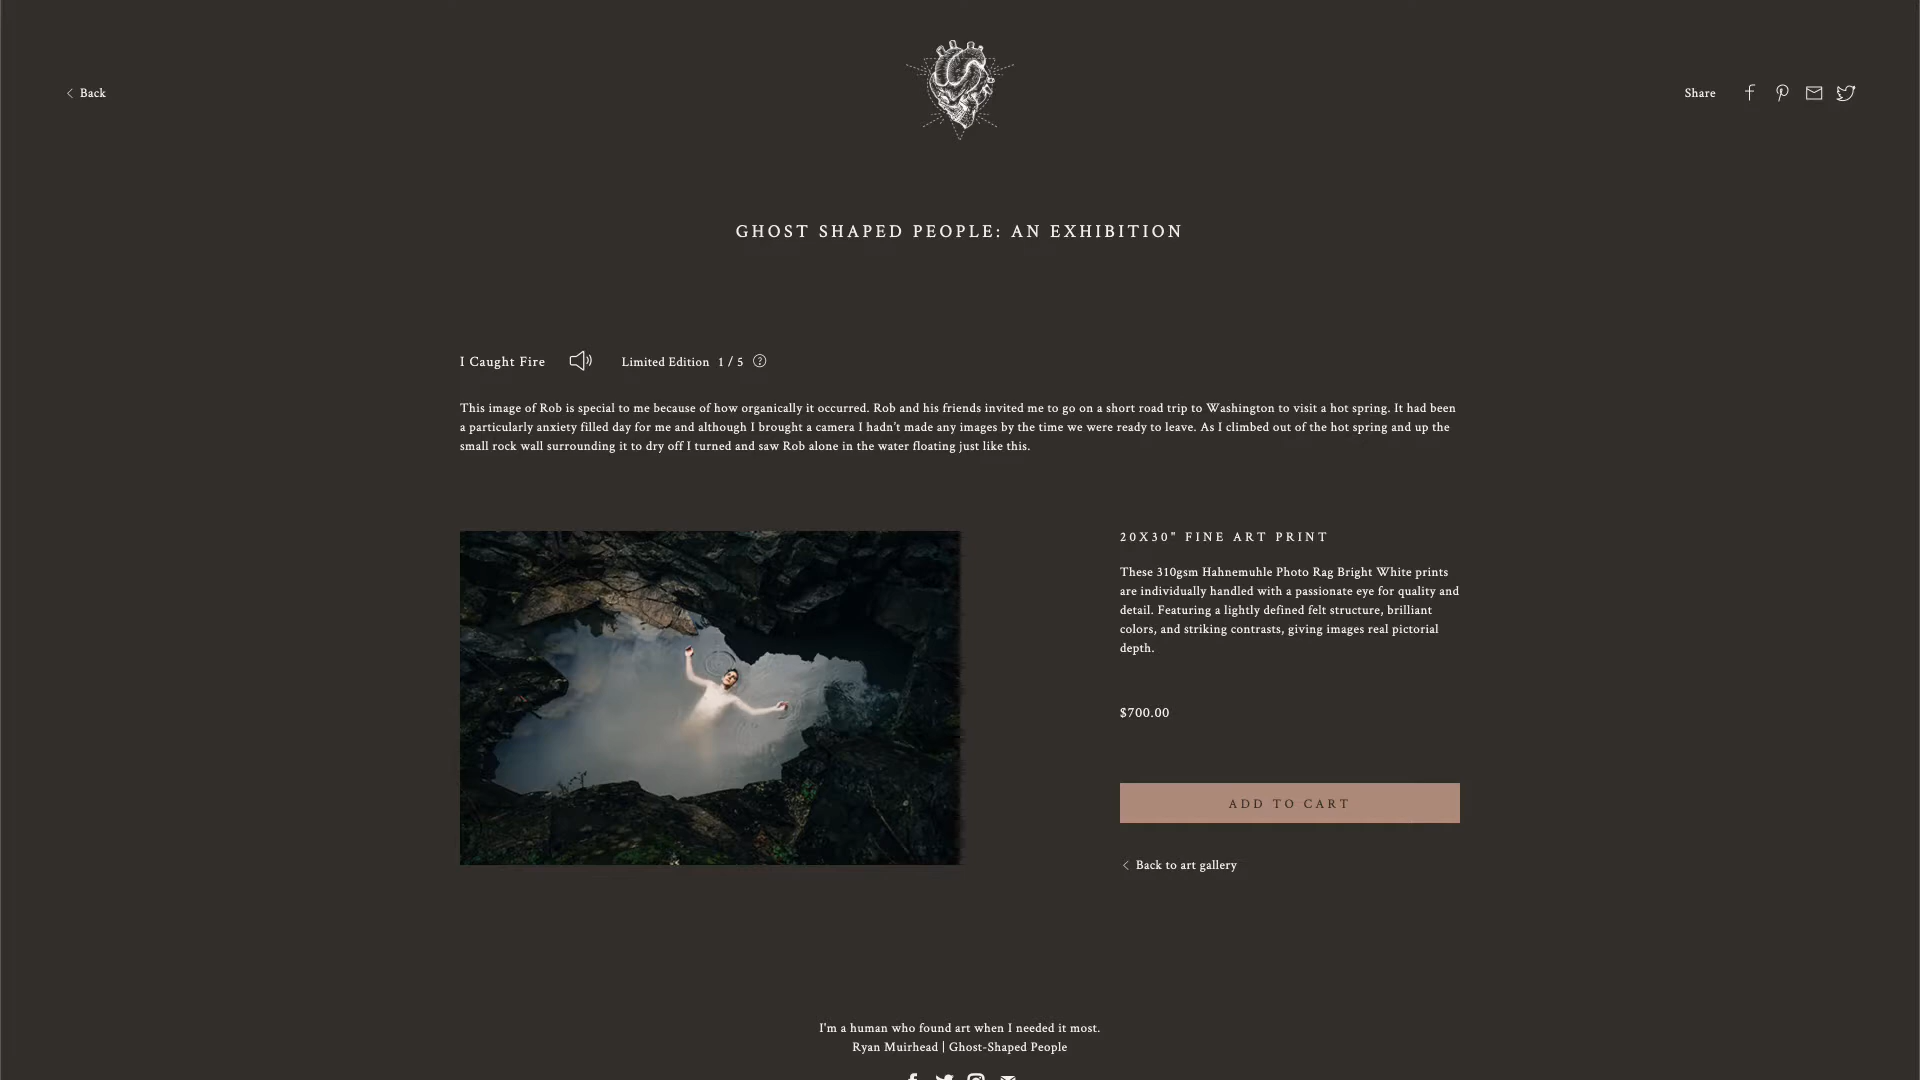 Back
Share
GHOST SHAPED PEOPLE: AN EXHIBITION
I Caught Fire
Limited Edition 1 / 5 ?
This image of Rob is special to me because of how organically it occurred. Rob and his friends invited me to go on a short road trip to Washington to visit a hot spring. It had been
a particularly anxiety filled day for me and although I brought a camera I hadn't made any images by the time we were ready to leave. As I climbed out of the hot spring and up the
small rock wall surrounding it to dry off I turned and saw Rob alone in the water floating just like this.
20X30" FINE ART PRINT
These 310gsm Hahnemuhle Photo Rag Bright White prints
are individually handled with a passionate eye for quality and
detail. Featuring a lightly defined felt structure, brilliant
colors, and striking contrasts, giving images real pictorial
depth.
$700.00
ADD TO CART
Back to art gallery
I'm a human who found art when I needed it most.
Ryan Muirhead | Ghost-Shaped People